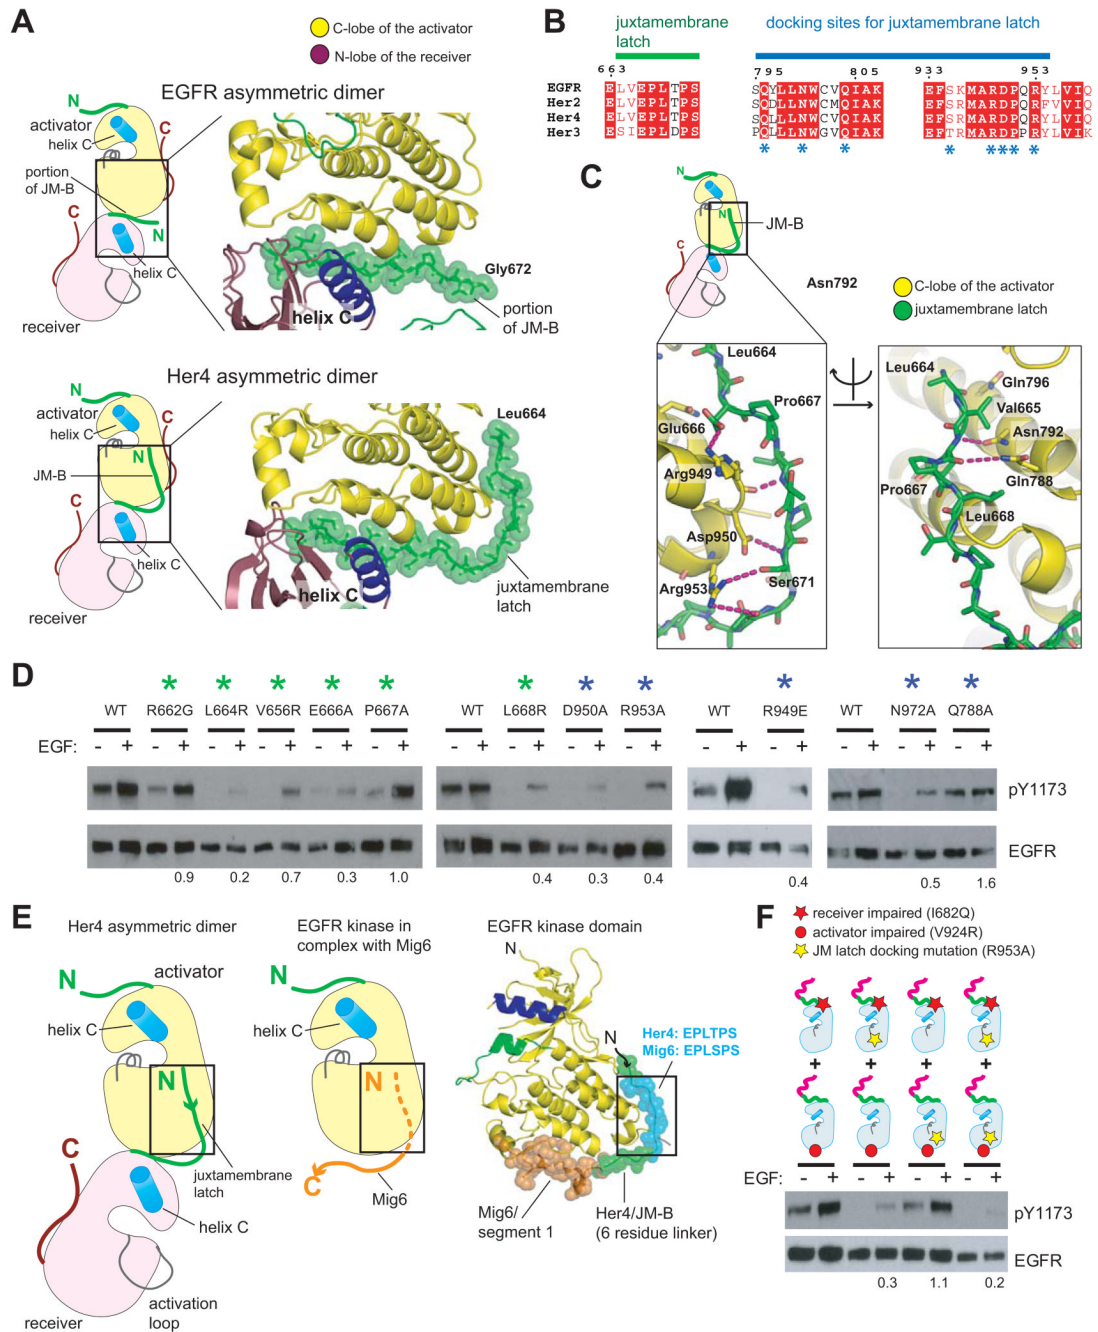 A
C-lobe of the activator
N-lobe of the receiver
EGFR asymmetric dimer
N
C
activator
helix C
portion
of JM-B
C
N
helix C
receiver
Gly672
helix C
portion
of JM-B
Her4 asymmetric dimer
N
C
activator
helix C
N
JM-B
C
helix C
receiver
Leu664
helix C
juxtamembrane
latch
B
juxtamembrane
latch
docking sites for juxtamembrane latch
663 795 805 933 953
EGFR ELVEPLTPS SQYLLNWCVQIAK EFSKMARDPQRYLVIQ
Her2 ELVEPLTPS SQDLLNWCMQIAK EFSRMARDPQRFVVIQ
Her4 ELVEPLTPS SQLLLNWCVQIAK EFSRMARDPQRYLVIQ
Her3 ESIEPLDPS PQLLLNWGVQIAK EFTRMARDPPRYLVIK
* * * * * * * *
C
N
N
JM-B
C
Asn792
C-lobe of the activator
juxtamembrane latch
Leu664
Pro667
Glu666
Arg949
Asp950
Arg953
Ser671
Leu664
Gln796
Val665
Asn792
Gln788
Pro667
Leu668
D
* * * * * * * * * * *
WT R662G L664R V656R E666A P667A WT L668R D950A R953A WT R949E WT N972A Q788A
EGF: - + - + - + - + - + - + - + - + - + - + - + - + - + - + - +
pY1173
EGFR
0.9 0.2 0.7 0.3 1.0 0.4 0.3 0.4 0.4 0.5 1.6
E
Her4 asymmetric dimer
N
activator
helix C
N
juxtamembrane
latch
C
helix C
receiver
activation
loop
EGFR kinase in
complex with Mig6
N
helix C
N
C
Mig6
EGFR kinase domain
N
N
Her4: EPLTPS
Mig6: EPLSPS
Mig6/
segment 1
Her4/JM-B
(6 residue linker)
F
receiver impaired (I682Q)
activator impaired (V924R)
JM latch docking mutation (R953A)
+ + + +
EGF: - + - + - + - +
pY1173
EGFR
0.3 1.1 0.2